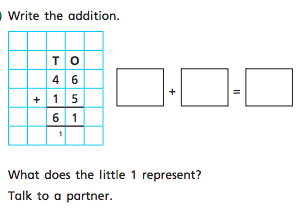 Write the addition.
T O
4 6
+ 1 5
6 1
1
+ =
What does the little 1 represent?
Talk to a partner.